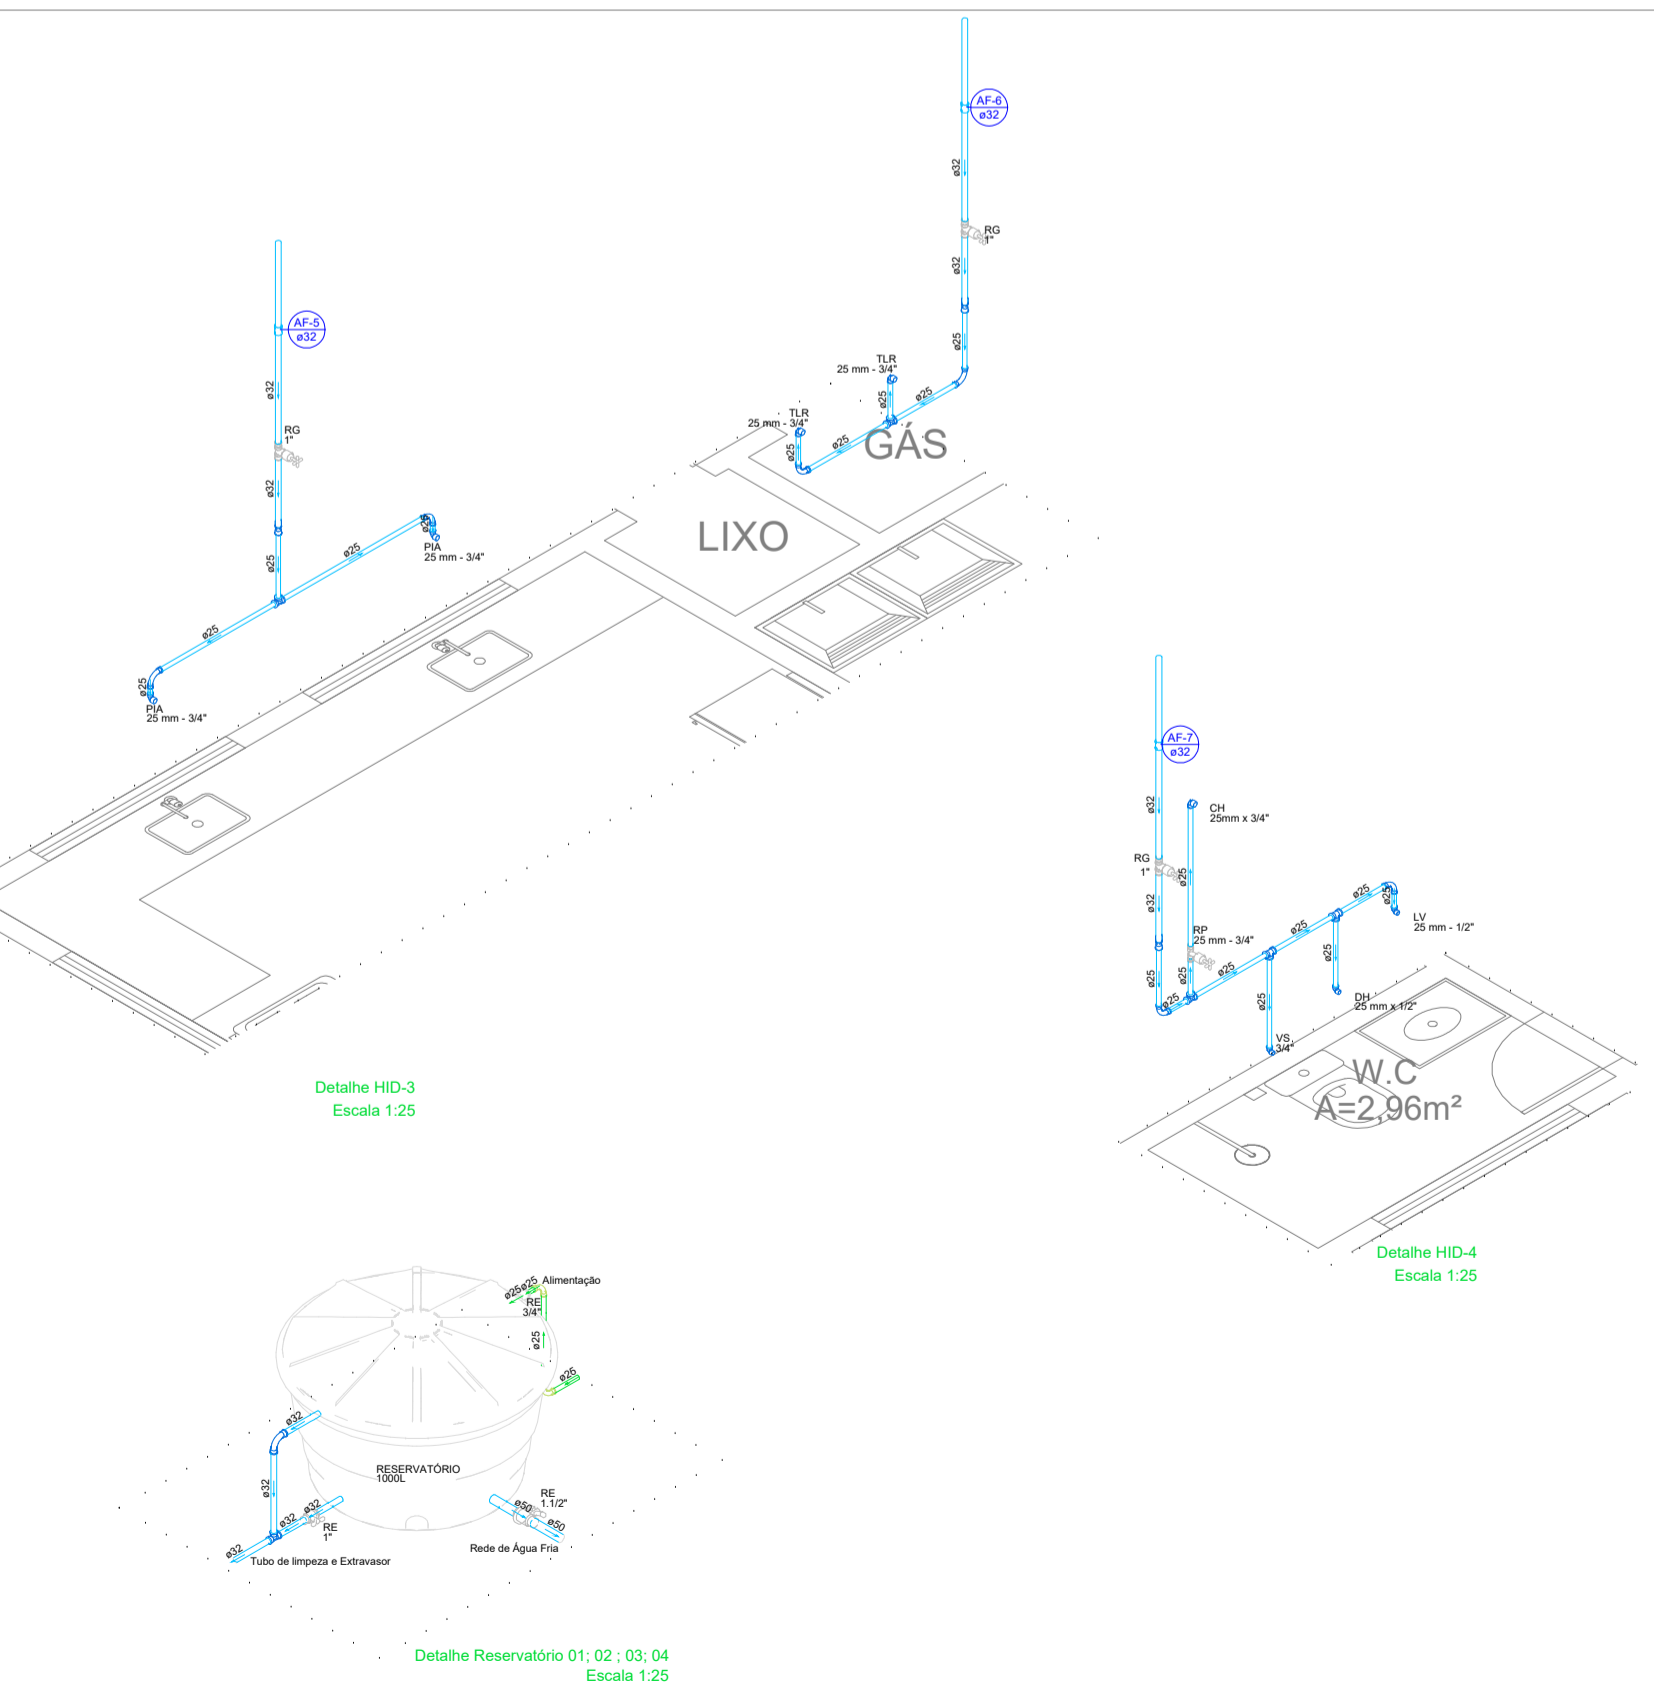 AF-6
ø32
ø32
RG
1"
ø32
ø25
AF-5
ø32
ø32
RG
1"
ø32
ø25
ø25
ø25
PIA
25 mm - 3/4"
ø25
ø25
PIA
25 mm - 3/4"
TLR
25 mm - 3/4"
ø25
ø25
TLR
25 mm - 3/4"
ø25
ø25
GÁS
LIXO
Detalhe HID-3
Escala 1:25
AF-7
ø32
ø32
CH
25mm x 3/4"
RG
1"
ø25
ø32
RP
25 mm - 3/4"
ø25
ø25
ø25
ø25
ø25
ø25
ø25
LV
25 mm - 1/2"
ø25
DH
25 mm x 1/2"
ø25
VS
3/4"
W.C
A=2,96m²
Detalhe HID-4
Escala 1:25
ø25
ø25
Alimentação
RE
3/4"
ø25
ø25
ø32
RESERVATÓRIO
1000L
ø32
ø32
ø32
RE
1"
ø32
Tubo de limpeza e Extravasor
RE
1.1/2"
ø50
ø50
Rede de Água Fria
Detalhe Reservatório 01; 02 ; 03; 04
Escala 1:25